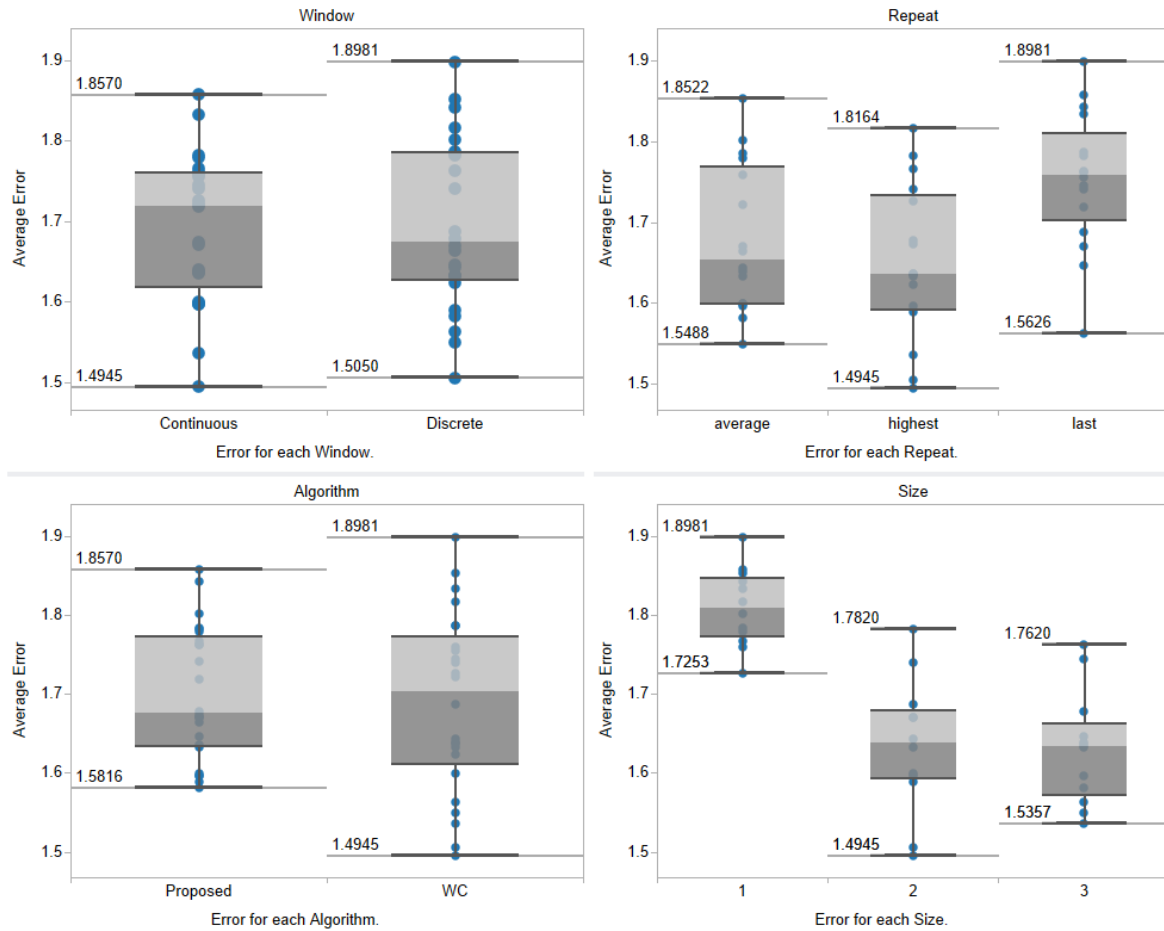 Window
Average Error
1.9
1.8
1.7
1.6
1.5
1.8570
1.4945
1.8981
1.5050
Continuous
Discrete
Error for each Window.
Repeat
Average Error
1.9
1.8
1.7
1.6
1.5
1.8522
1.5488
1.8164
1.4945
1.8981
1.5626
average
highest
last
Error for each Repeat.
Algorithm
Average Error
1.9
1.8
1.7
1.6
1.5
1.8570
1.5816
1.8981
1.4945
Proposed
WC
Error for each Algorithm.
Size
Average Error
1.9
1.8
1.7
1.6
1.5
1.8981
1.7253
1.7820
1.4945
1.7620
1.5357
1
2
3
Error for each Size.